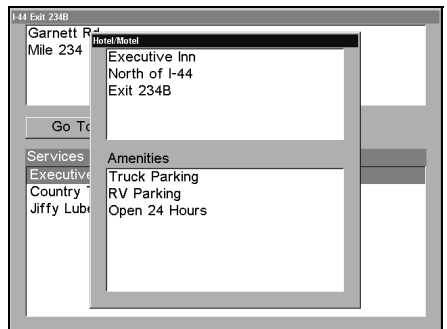 I-44 Exit 234B
Garnett Rd
Mile 234
Go To
Services
Executive
Country
Jiffy Lube
Hotel/Motel
Executive Inn
North of I-44
Exit 234B
Amenities
Truck Parking
RV Parking
Open 24 Hours